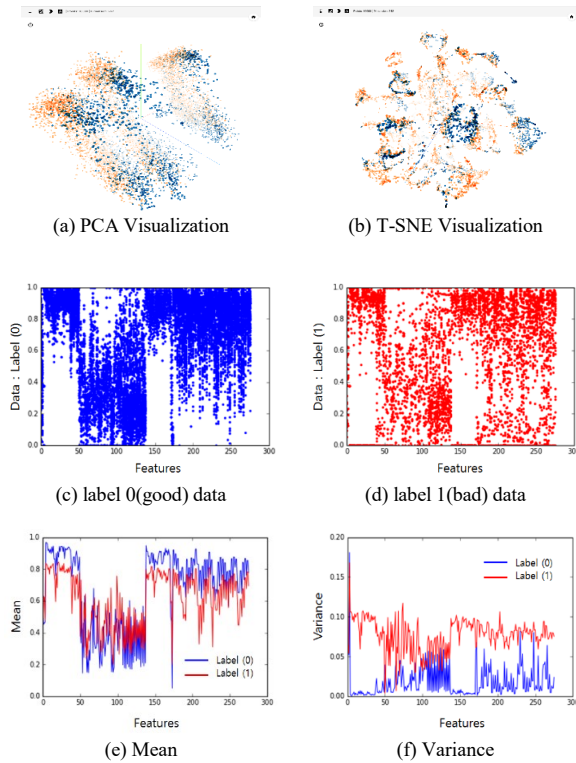 (a) PCA Visualization
(b) T-SNE Visualization
1.0
0.8
0.6
0.4
0.2
0.0
0
50
100
150
200
250
300
Data : Label (0)
Features
1.0
0.8
0.6
0.4
0.2
0.0
0
50
100
150
200
250
300
Data : Label (1)
Features
(c) label 0(good) data
(d) label 1(bad) data
1.0
0.8
0.6
0.4
0.2
0.0
0
50
100
150
200
250
300
Mean
Features
Label (0)
Label (1)
0.20
0.15
0.10
0.05
0.00
0
50
100
150
200
250
300
Variance
Features
Label (0)
Label (1)
(e) Mean
(f) Variance